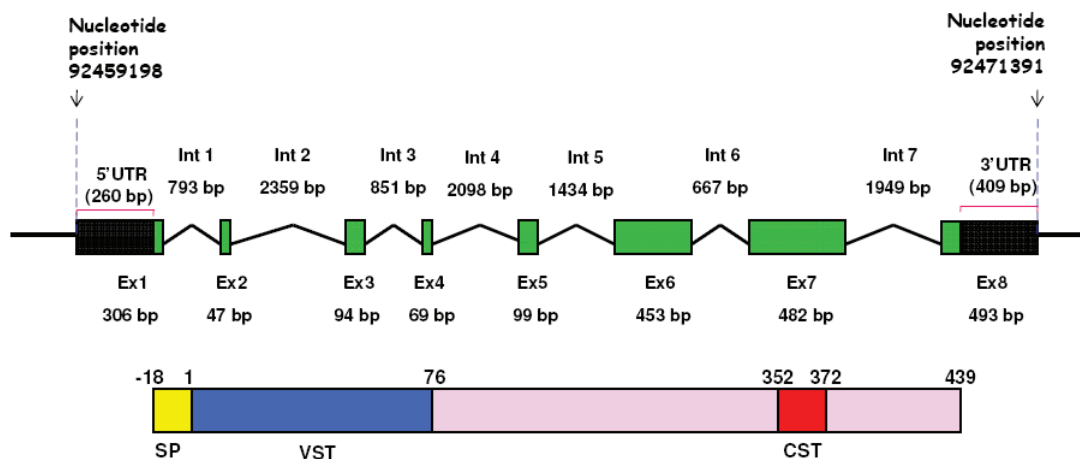 Nucleotide
position
92459198
Nucleotide
position
92471391
5'UTR
(260 bp)
Int 1
793 bp
Int 2
2359 bp
Int 3
851 bp
Int 4
2098 bp
Int 5
1434 bp
Int 6
667 bp
Int 7
1949 bp
3'UTR
(409 bp)
Ex1
306 bp
Ex2
47 bp
Ex3
94 bp
Ex4
69 bp
Ex5
99 bp
Ex6
453 bp
Ex7
482 bp
Ex8
493 bp
-18 1 76 352 372 439
SP VST CST